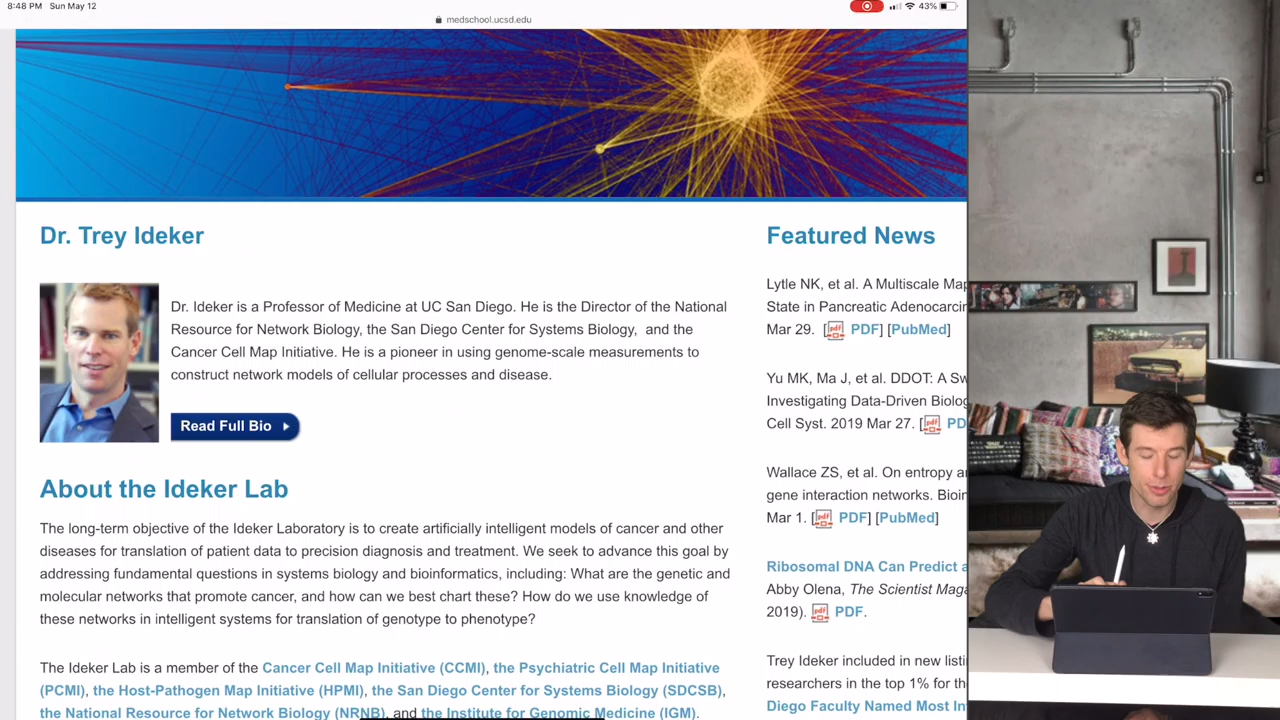 8:48 PM Sun May 12
43%
medschool.ucsd.edu
Dr. Trey Ideker
Dr. Ideker is a Professor of Medicine at UC San Diego. He is the Director of the National
Resource for Network Biology, the San Diego Center for Systems Biology, and the
Cancer Cell Map Initiative. He is a pioneer in using genome-scale measurements to
construct network models of cellular processes and disease.
Read Full Bio
About the Ideker Lab
The long-term objective of the Ideker Laboratory is to create artificially intelligent models of cancer and other
diseases for translation of patient data to precision diagnosis and treatment. We seek to advance this goal by
addressing fundamental questions in systems biology and bioinformatics, including: What are the genetic and
molecular networks that promote cancer, and how can we best chart these? How do we use knowledge of
these networks in intelligent systems for translation of genotype to phenotype?
The Ideker Lab is a member of the Cancer Cell Map Initiative (CCMI), the Psychiatric Cell Map Initiative
(PCMI), the Host-Pathogen Map Initiative (HPMI), the San Diego Center for Systems Biology (SDCSB),
the National Resource for Network Biology (NRNB), and the Institute for Genomic Medicine (IGM).
Featured News
Lytle NK, et al. A Multiscale Map
State in Pancreatic Adenocarcin
Mar 29. [pdf PDF] [PubMed]
Yu MK, Ma J, et al. DDOT: A Sw
Investigating Data-Driven Biolog
Cell Syst. 2019 Mar 27. [pdf PD
Wallace ZS, et al. On entropy a
gene interaction networks. Bioin
Mar 1. [pdf PDF] [PubMed]
Ribosomal DNA Can Predict a
Abby Olena, The Scientist Maga
2019). pdf PDF.
Trey Ideker included in new listi
researchers in the top 1% for th
Diego Faculty Named Most In